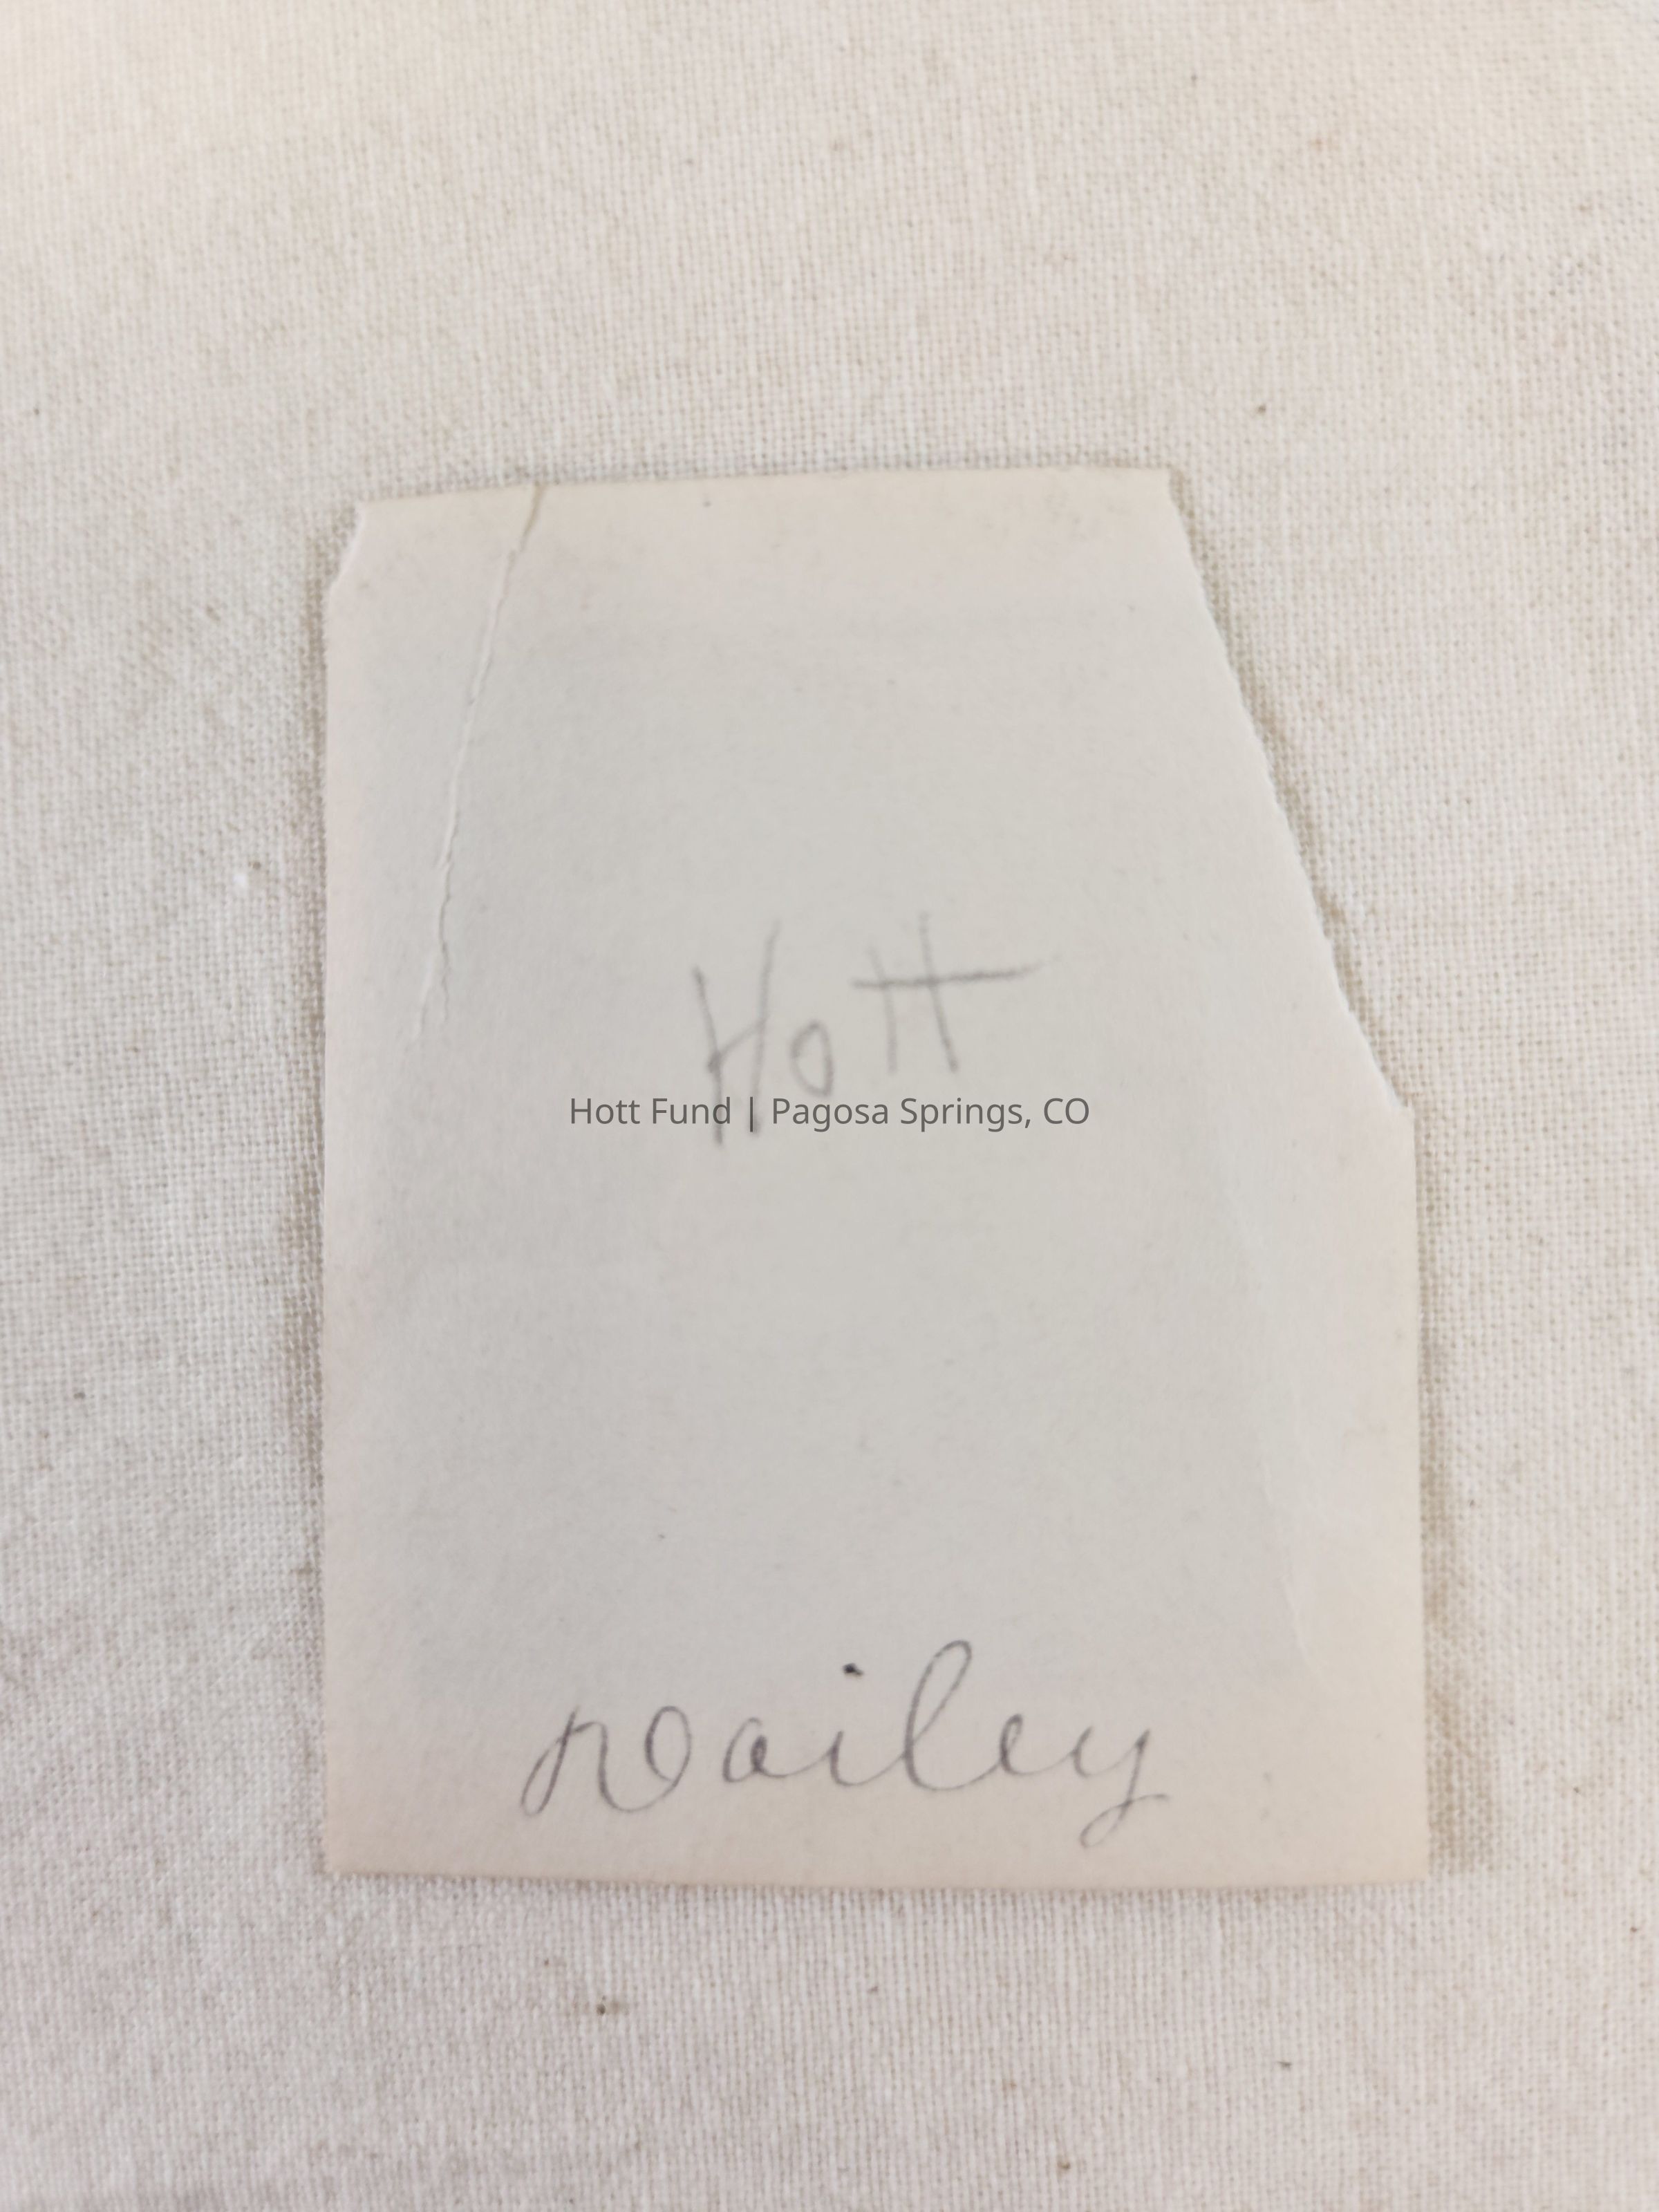 Hott
Hott Fund | Pagosa Springs, CO
Dailey